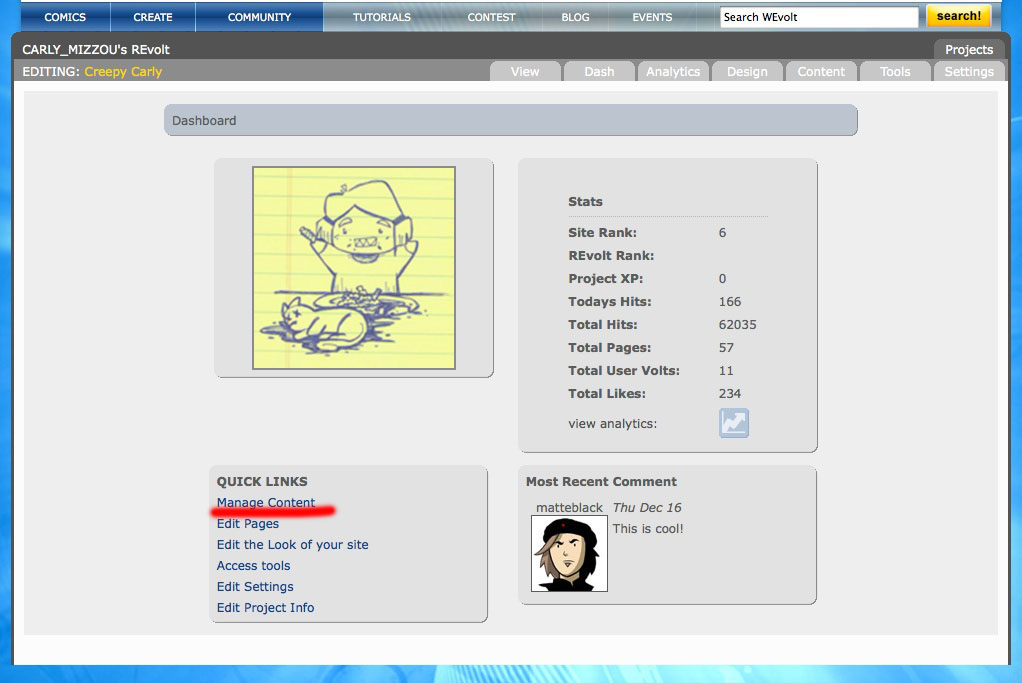 COMICS CREATE COMMUNITY TUTORIALS CONTEST BLOG EVENTS Search WEvolt search!
CARLY_MIZZOU's REvolt Projects
EDITING: Creepy Carly View Dash Analytics Design Content Tools Settings
Dashboard
Stats
Site Rank: 6
REvolt Rank:
Project XP: 0
Todays Hits: 166
Total Hits: 62035
Total Pages: 57
Total User Volts: 11
Total Likes: 234
view analytics:
QUICK LINKS
Manage Content
Edit Pages
Edit the Look of your site
Access tools
Edit Settings
Edit Project Info
Most Recent Comment
matteblack Thu Dec 16
This is cool!